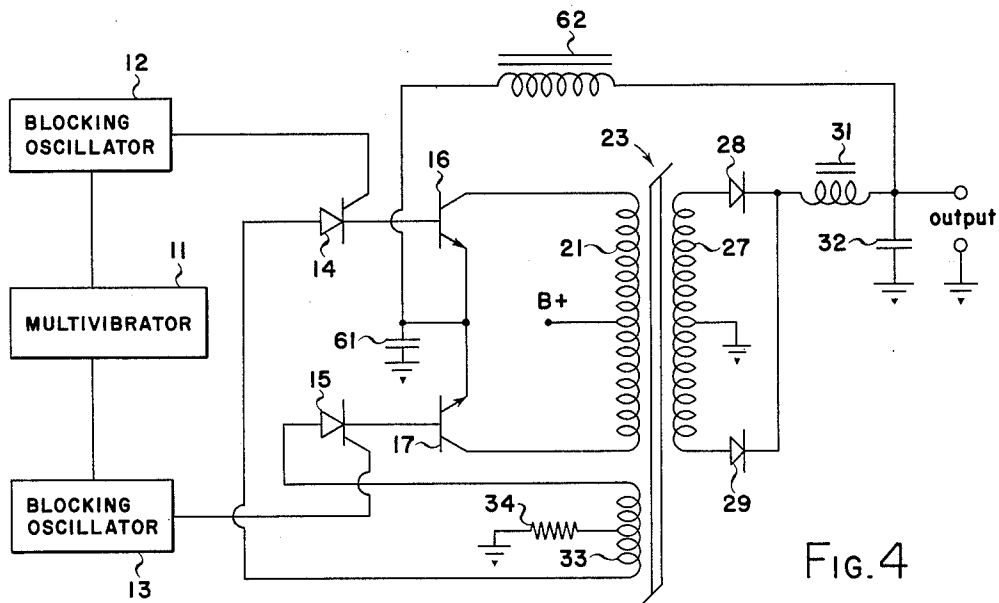 62
12
BLOCKING
OSCILLATOR
23
28
31
16
14
21
27
32
output
11
B+
MULTIVIBRATOR
61
15
17
29
34
33
BLOCKING
OSCILLATOR
13
FIG. 4